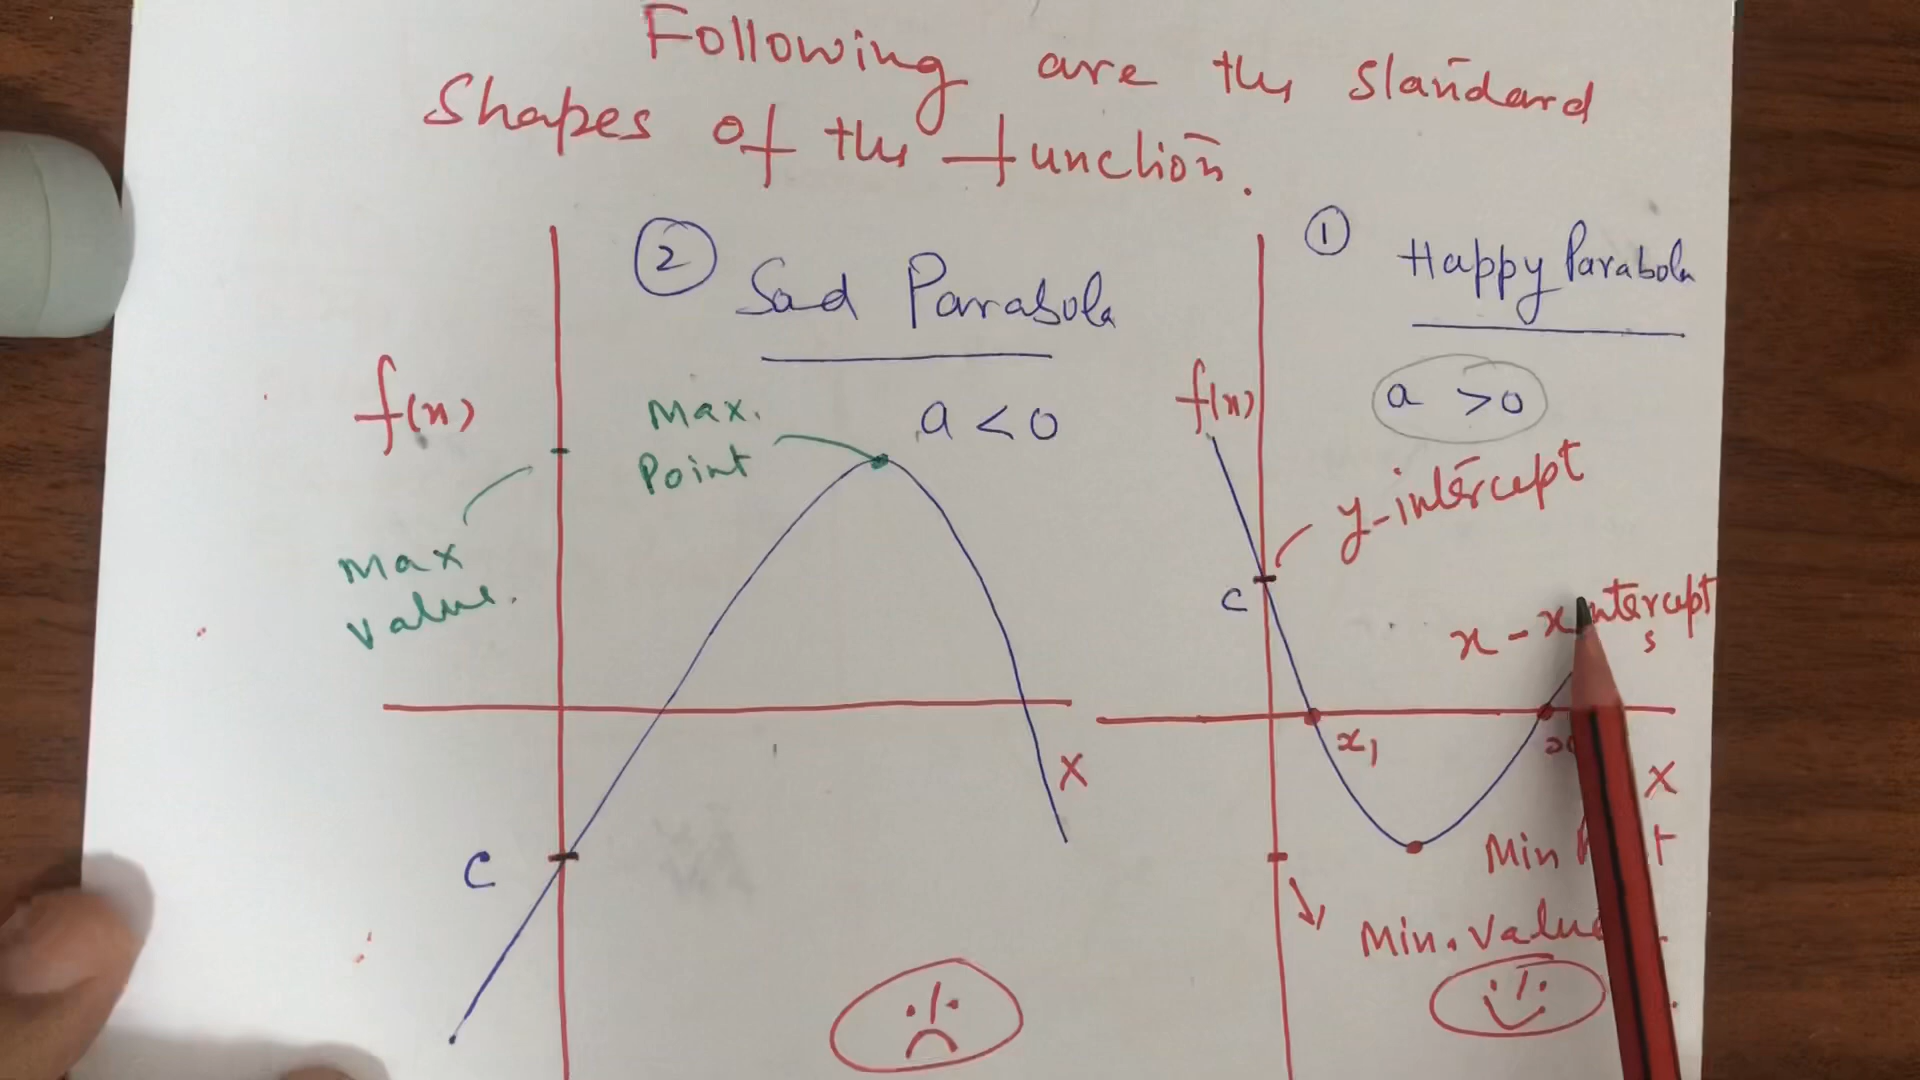 Following are the standard
Shapes of the function.
② Sad Parabola
a < 0
f(x)
Max.
Point
Max
Value.
C
X
① Happy Parabola
a > 0
f(x)
y-intercept
C
x - intercept
s
x₁
X
Min
Min. Value